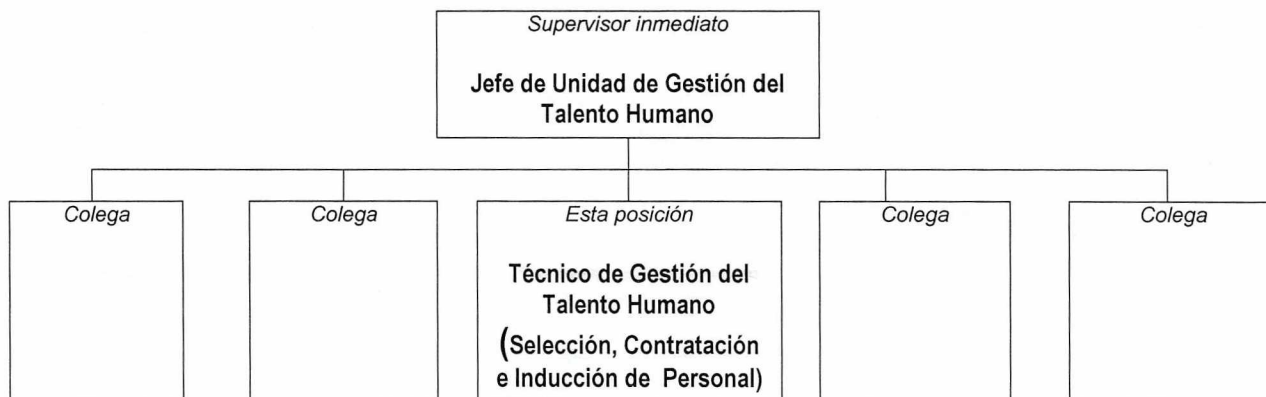 Supervisor inmediato
Jefe de Unidad de Gestión del
Talento Humano
Colega
Colega
Esta posición
Colega
Colega
Técnico de Gestión del
Talento Humano
(Selección, Contratación
e Inducción de Personal)